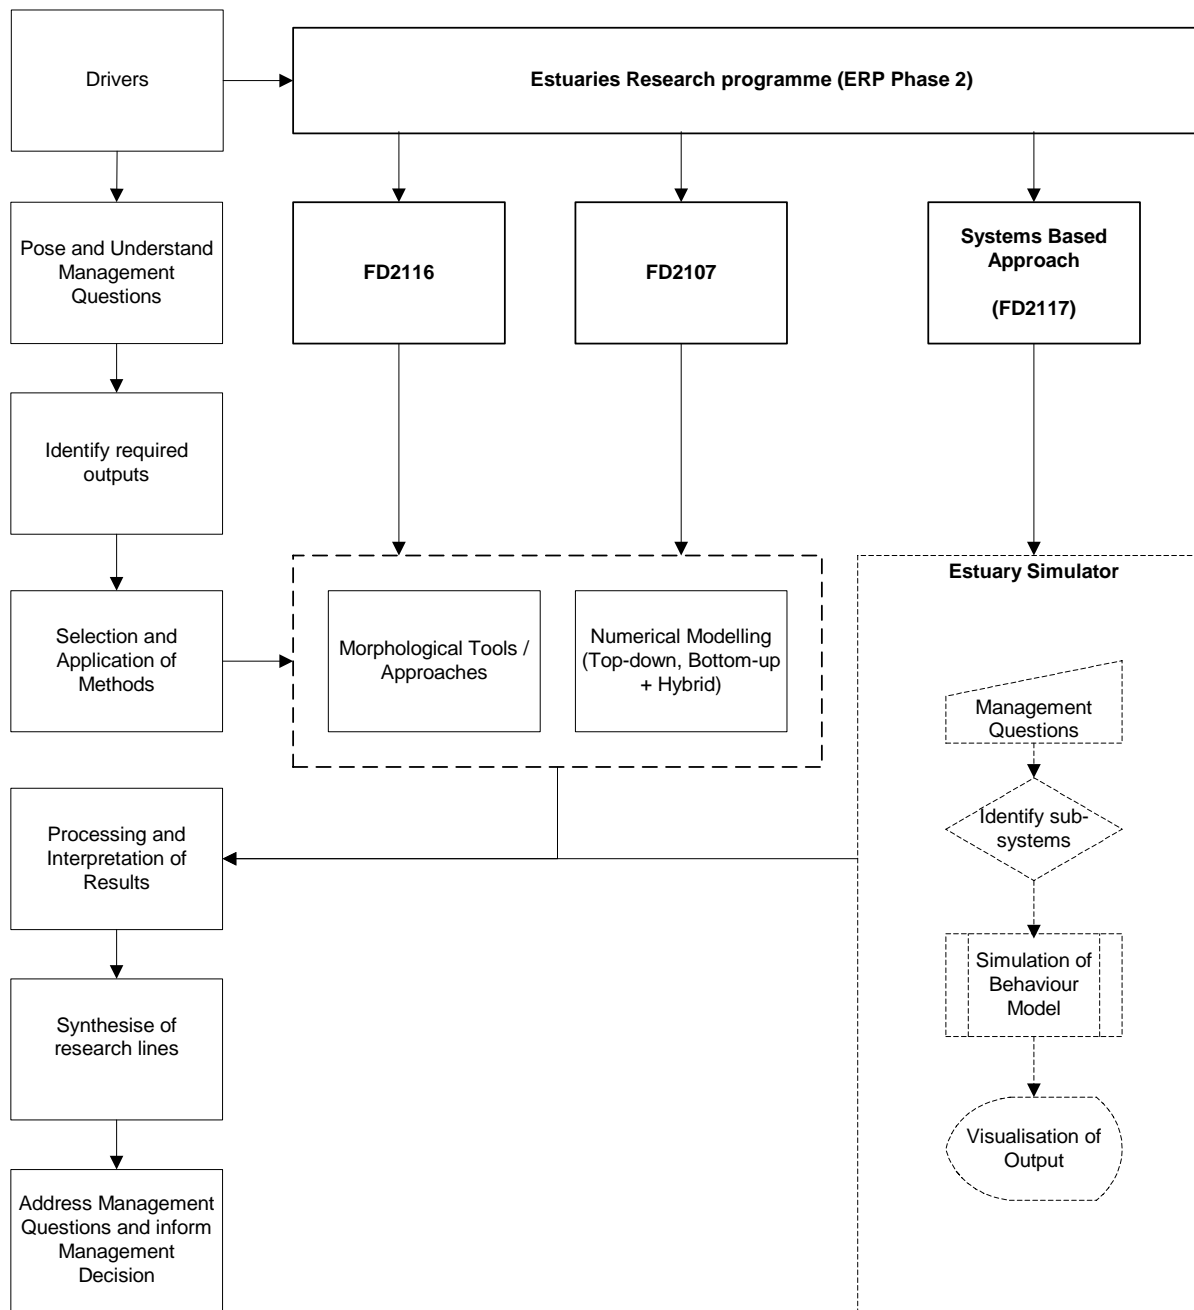 Drivers
Estuaries Research programme (ERP Phase 2)
Pose and Understand
Management
Questions
FD2116
FD2107
Systems Based
Approach
(FD2117)
Identify required
outputs
Selection and
Application of
Methods
Morphological Tools /
Approaches
Numerical Modelling
(Top-down, Bottom-up
+ Hybrid)
Estuary Simulator
Management
Questions
Identify sub-
systems
Simulation of
Behaviour
Model
Visualisation of
Output
Processing and
Interpretation of
Results
Synthesise of
research lines
Address Management
Questions and inform
Management
Decision